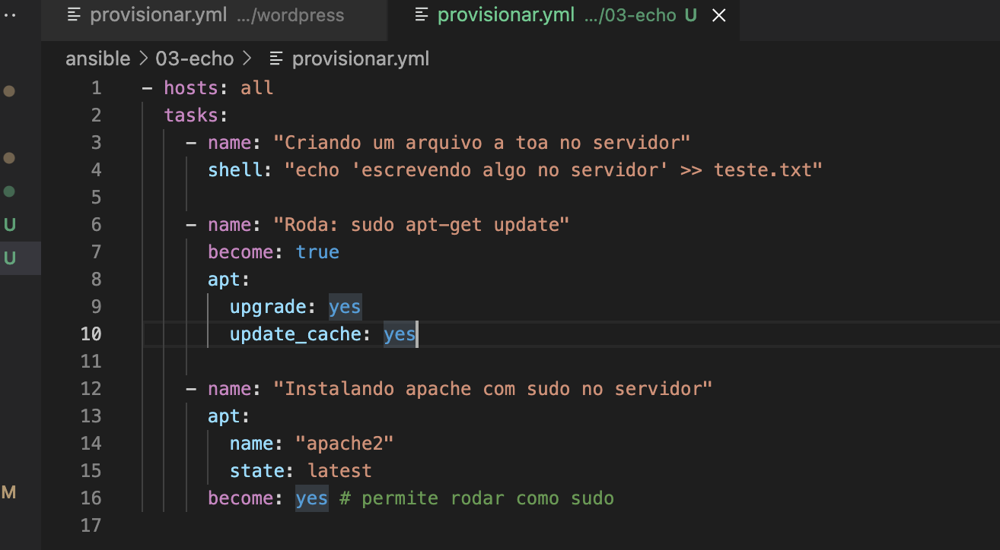 provisionar.yml .../wordpress provisionar.yml .../03-echo U
ansible > 03-echo > provisionar.yml
1 - hosts: all
2 tasks:
3 - name: "Criando um arquivo a toa no servidor"
4 shell: "echo 'escrevendo algo no servidor' >> teste.txt"
5
6 - name: "Roda: sudo apt-get update"
U
7 become: true
U
8 apt:
9 upgrade: yes
10 update_cache: yes
11
12 - name: "Instalando apache com sudo no servidor"
13 apt:
14 name: "apache2"
15 state: latest
M
16 become: yes # permite rodar como sudo
17